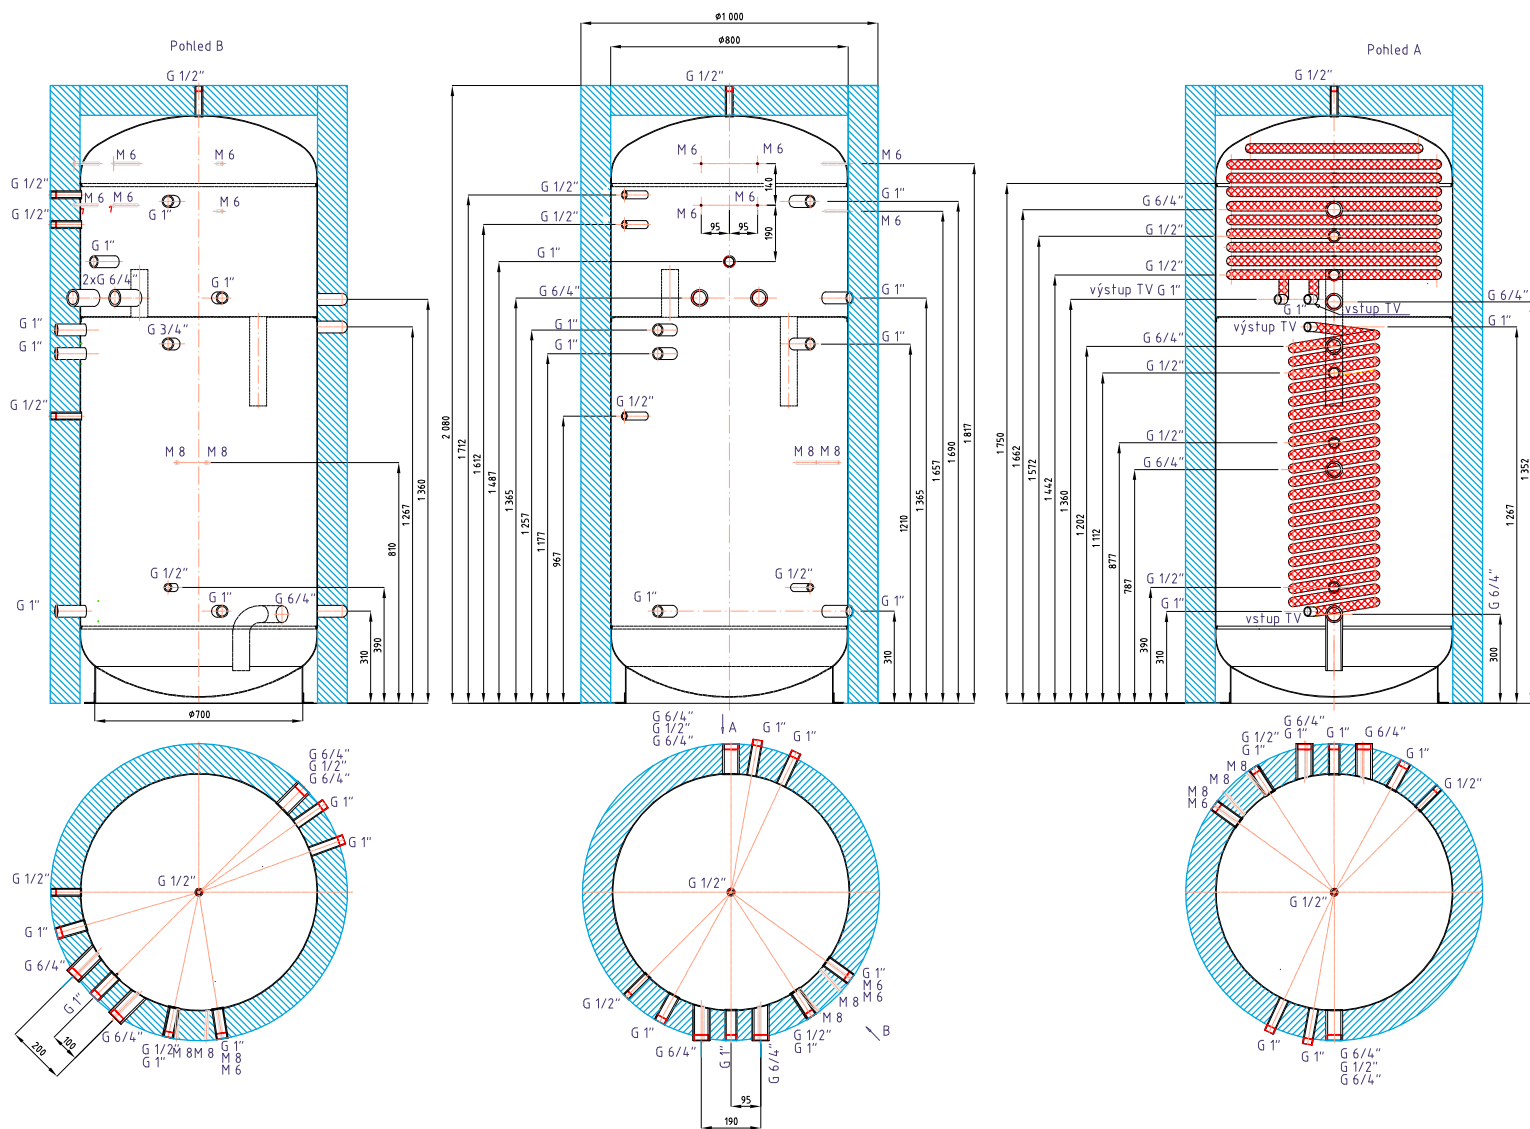 Pohled B
G 1/2"
M 6
M 6
G 1/2"
M 6
M 6
M 6
G 1/2"
G 1"
G 1"
2xG 6/4"
G 1"
G 1"
G 3/4"
G 1"
G 1/2"
M 8
M 8
G 1/2"
G 1"
G 1"
G 6/4"
310
390
810
1 267
1 360
ø700
ø1 000
ø800
G 1/2"
M 6
M 6
M 6
G 1/2"
140
G 1"
M 6
M 6
M 6
G 1/2"
95
95
190
G 1"
G 6/4"
G 1"
G 1"
G 1"
G 1"
G 1/2"
M 8
M 8
G 1/2"
G 1"
G 1"
2 080
1 712
1 612
1 487
1 365
1 257
1 177
967
310
1210
1 365
1 657
1 690
1 817
Pohled A
G 1/2"
G 6/4"
G 1/2"
G 1/2"
výstup TV
G 1"
G 1"
vstup TV
G 6/4"
výstup TV
G 1"
G 6/4"
G 1/2"
G 1/2"
G 6/4"
G 1/2"
G 1"
vstup TV
G 6/4"
1 750
1 662
1 572
1 442
1 360
1 202
1 112
877
787
390
310
300
1 267
1 352
G 6/4"
G 1/2"
G 6/4"
G 1"
G 1"
G 1/2"
G 1/2"
G 1"
G 6/4"
G 1"
G 6/4"
G 1/2"
G 1"
M 8
M 8
G 1"
M 8
M 6
100
200
G 6/4"
G 1/2"
G 6/4"
A
G 1"
G 1"
G 1/2"
G 1/2"
G 1"
G 6/4"
G 1"
G 6/4"
G 1/2"
G 1"
M 8
M 8
G 1"
M 6
M 6
B
95
190
G 6/4"
G 1"
G 1"
G 6/4"
G 1/2"
G 1"
M 8
M 8
M 8
M 6
G 1"
G 1/2"
G 1/2"
G 1"
G 1"
G 6/4"
G 1/2"
G 6/4"